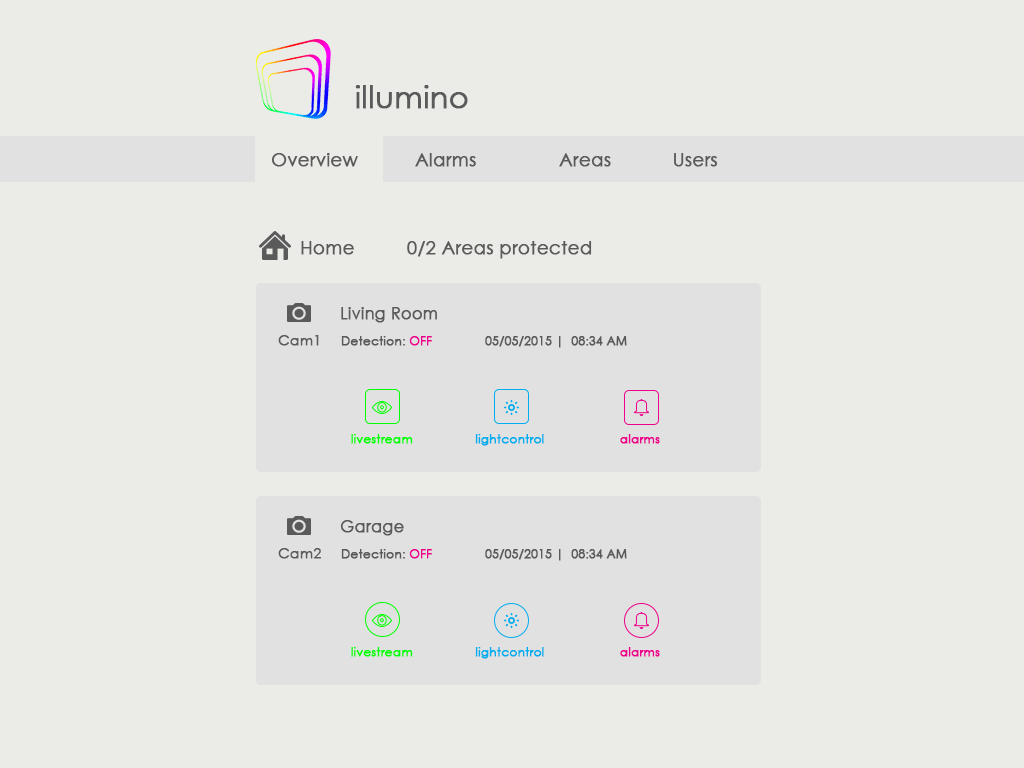 illumino
Overview Alarms Areas Users
Home 0/2 Areas protected
Living Room
Cam1 Detection: OFF 05/05/2015 | 08:34 AM
livestream lightcontrol alarms
Garage
Cam2 Detection: OFF 05/05/2015 | 08:34 AM
livestream lightcontrol alarms